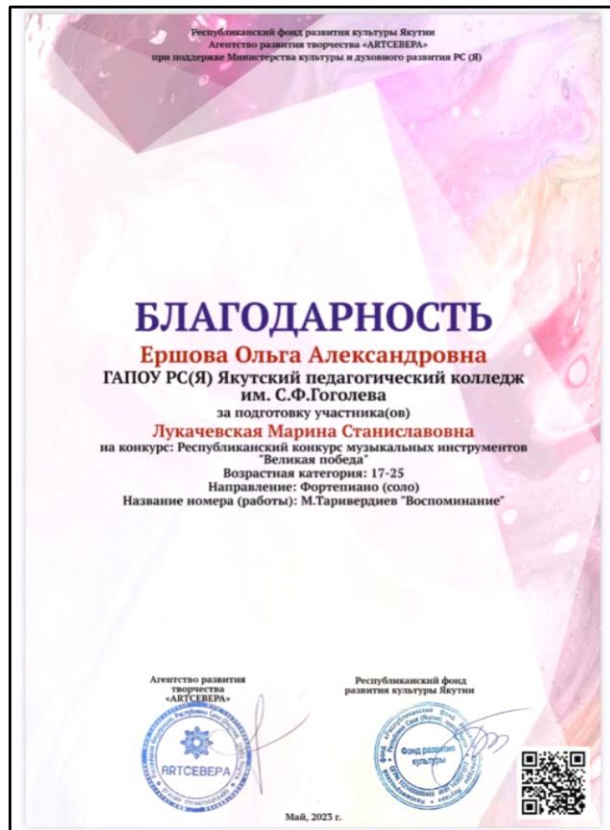 Республиканский фонд развития культуры Якутии
Агентство развития творчества «ARTСЕВЕРА»
при поддержке Министерства культуры и духовного развития РС (Я)
БЛАГОДАРНОСТЬ
Ершова Ольга Александровна
ГАПОУ РС(Я) Якутский педагогический колледж
им. С.Ф.Гоголева
за подготовку участника(ов)
Лукачевская Марина Станиславовна
на конкурс: Республиканский конкурс музыкальных инструментов
"Великая победа"
Возрастная категория: 17-25
Направление: Фортепиано (соло)
Название номера (работы): М.Таривердиев "Воспоминание"
Агентство развития
творчества
«ARTСЕВЕРА»
Республиканский фонд
развития культуры Якутии
ARTСЕВЕРА
Фонд развития
культуры
Май, 2023 г.